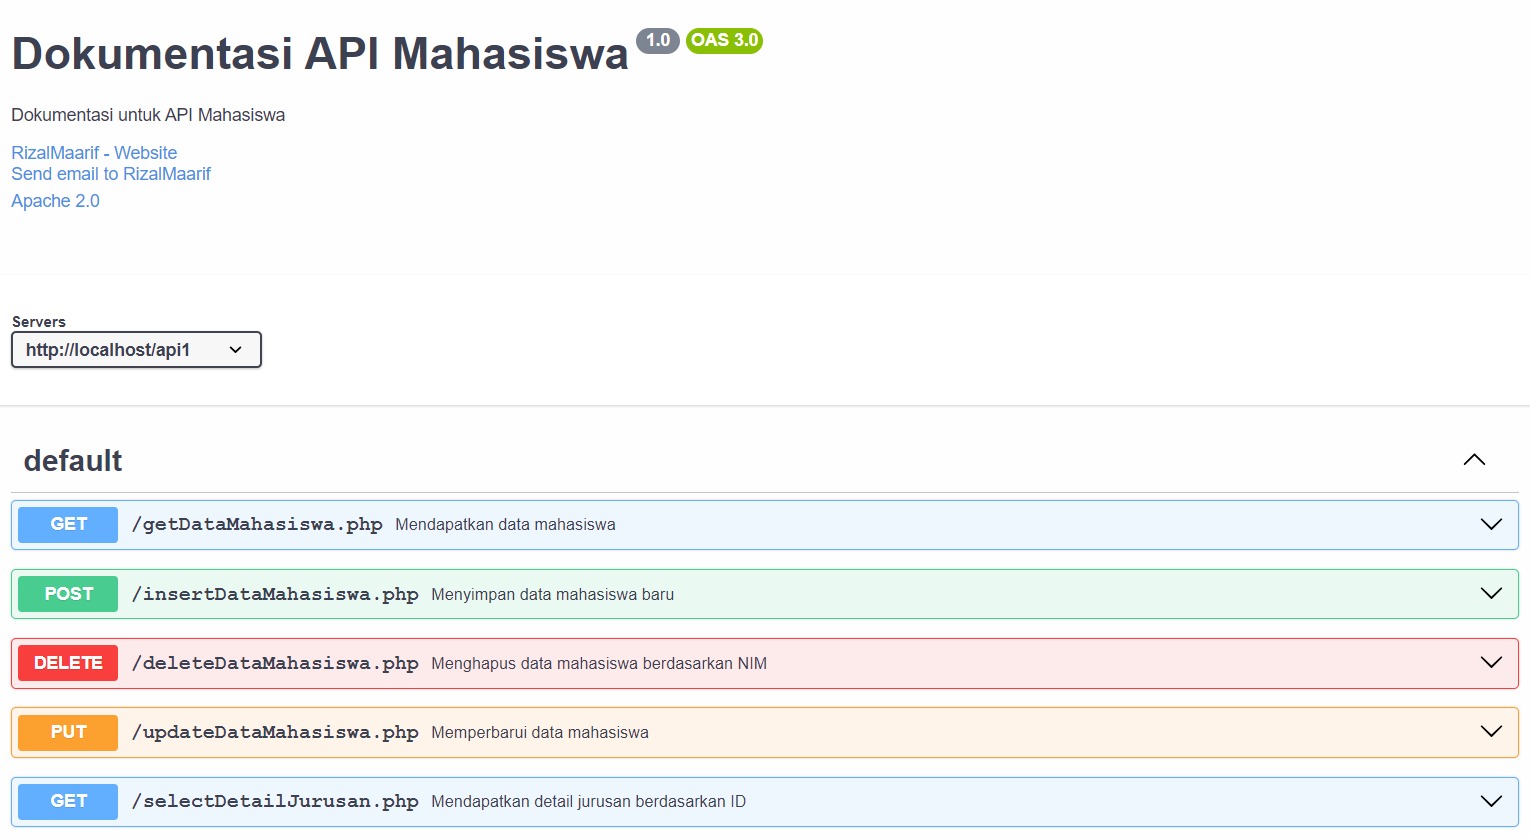 Dokumentasi API Mahasiswa 1.0 OAS 3.0
Dokumentasi untuk API Mahasiswa
RizalMaarif - Website
Send email to RizalMaarif
Apache 2.0
Servers
http://localhost/api1
default
GET /getDataMahasiswa.php Mendapatkan data mahasiswa
POST /insertDataMahasiswa.php Menyimpan data mahasiswa baru
DELETE /deleteDataMahasiswa.php Menghapus data mahasiswa berdasarkan NIM
PUT /updateDataMahasiswa.php Memperbarui data mahasiswa
GET /selectDetailJurusan.php Mendapatkan detail jurusan berdasarkan ID